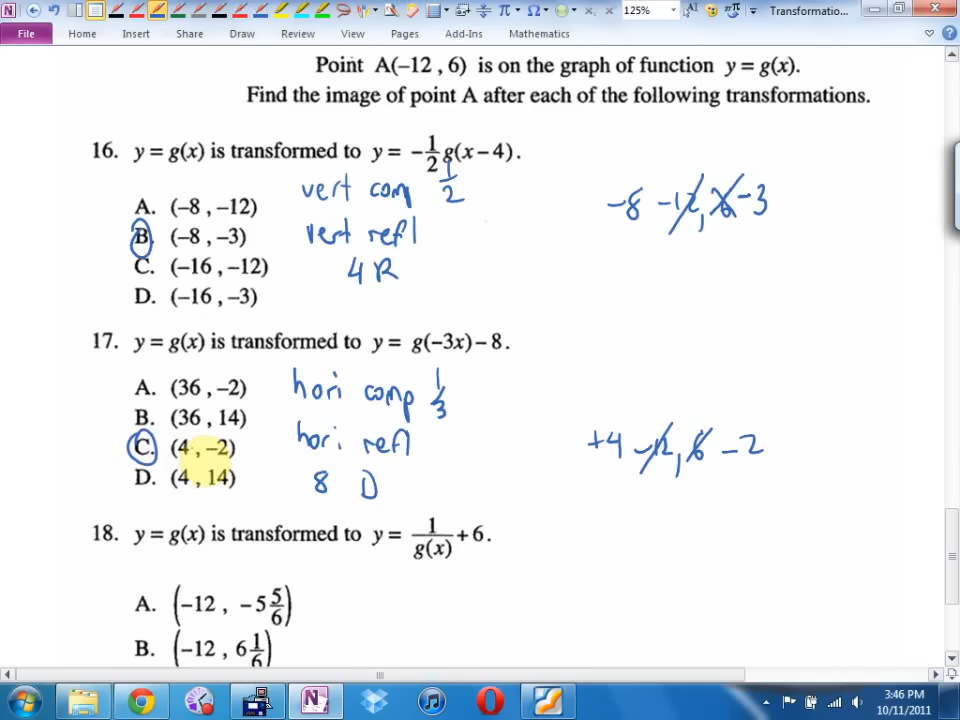 125%
Transformatio...
File Home Insert Share Draw Review Pages Add-Ins Mathematics
Point A(−12 , 6) is on the graph of function y = g(x).
Find the image of point A after each of the following transformations.
16. y = g(x) is transformed to y = −1/2 g(x − 4).
A. (−8 , −12)
B. (−8 , −3)
C. (−16 , −12)
D. (−16 , −3)
vert comp 1/2
vert refl
4 R
−8 −12, 6 −3
17. y = g(x) is transformed to y = g(−3x) − 8.
A. (36 , −2)
B. (36 , 14)
C. (4 , −2)
D. (4 , 14)
hori comp 1/3
hori refl
8 D
+4 −12, 6 −2
18. y = g(x) is transformed to y = 1/g(x) + 6.
A. (−12 , −5 5/6)
B. (−12 , 6 1/6)
3:46 PM
10/11/2011